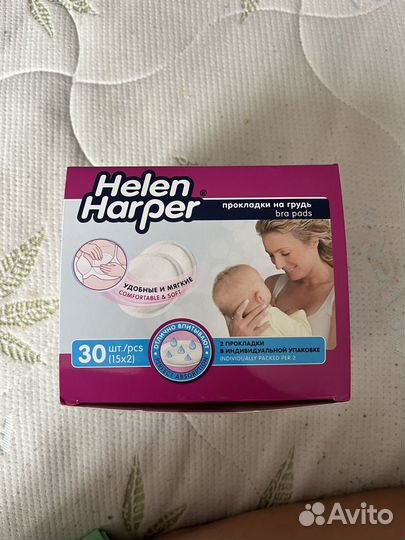 Helen
Harper®
прокладки на грудь
bra pads
УДОБНЫЕ И МЯГКИЕ
COMFORTABLE & SOFT
30 ШТ./PCS
(15x2)
ОТЛИЧНО ВПИТЫВАЮТ
2 ПРОКЛАДКИ
В ИНДИВИДУАЛЬНОЙ УПАКОВКЕ
INDIVIDUALLY PACKED PER 2
Avito